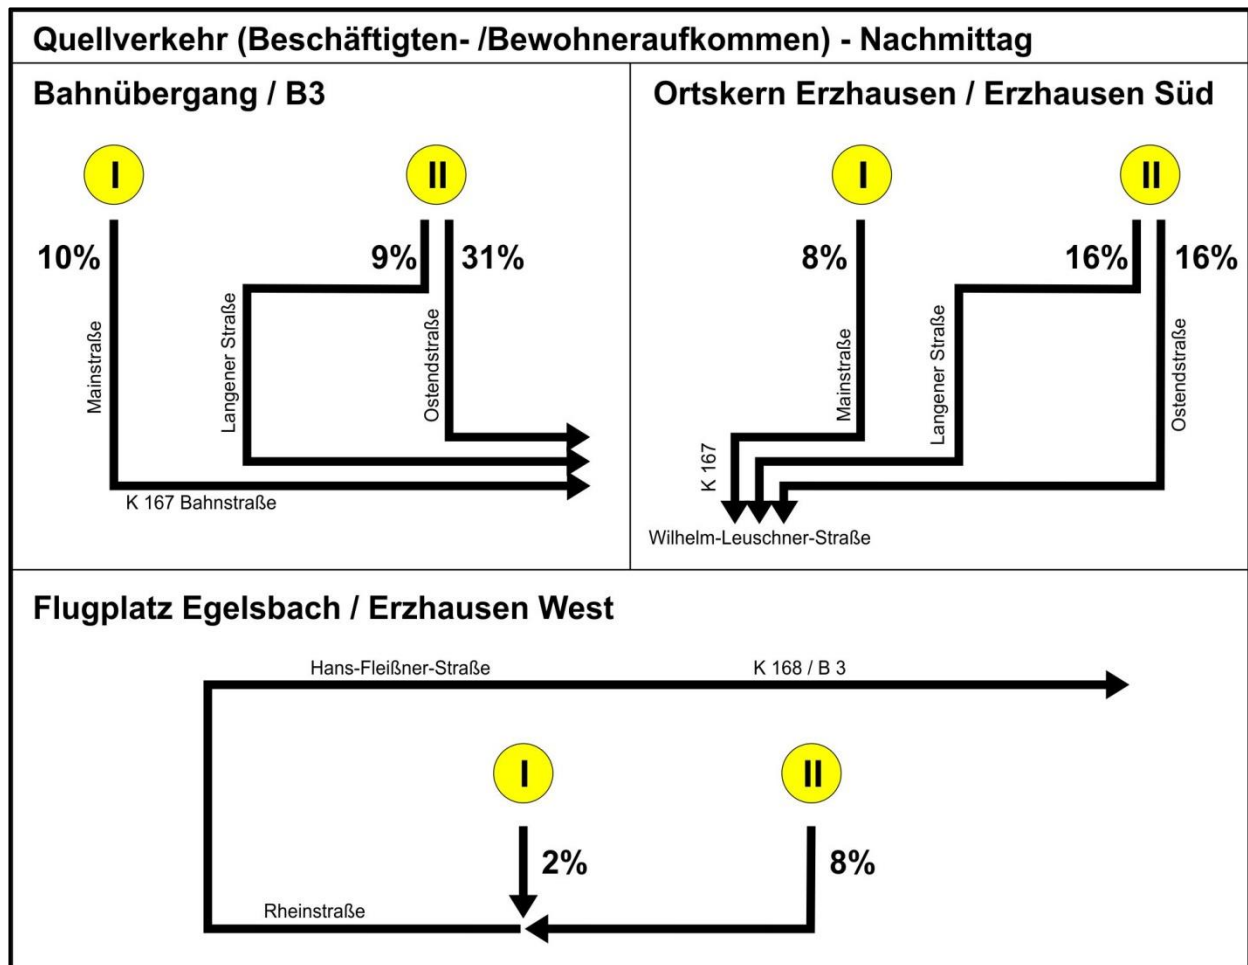 Quellverkehr (Beschäftigten- /Bewohneraufkommen) - Nachmittag
Bahnübergang / B3
I
II
10%
9%
31%
Mainstraße
Langener Straße
Ostendstraße
K 167 Bahnstraße
Ortskern Erzhausen / Erzhausen Süd
I
II
8%
16%
16%
Mainstraße
Langener Straße
Ostendstraße
K 167
Wilhelm-Leuschner-Straße
Flugplatz Egelsbach / Erzhausen West
Hans-Fleißner-Straße
K 168 / B 3
I
II
2%
8%
Rheinstraße